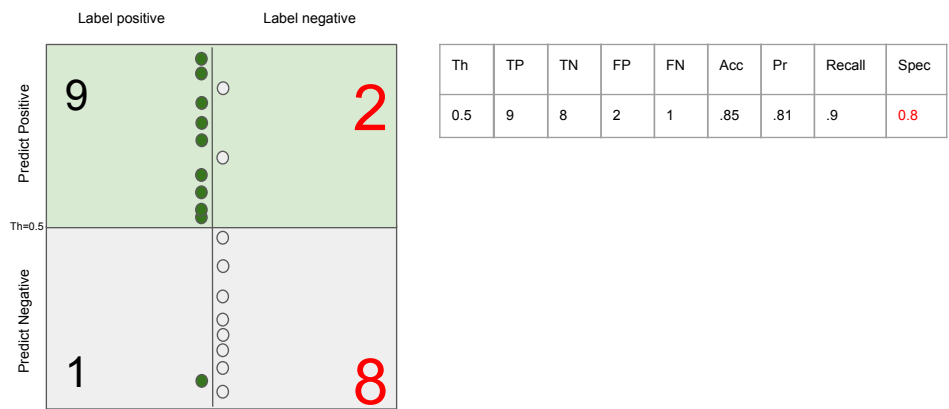 Label positive
Label negative
Predict Positive
9
2
Th=0.5
Predict Negative
1
8
Th TP TN FP FN Acc Pr Recall Spec
0.5 9 8 2 1 .85 .81 .9 0.8